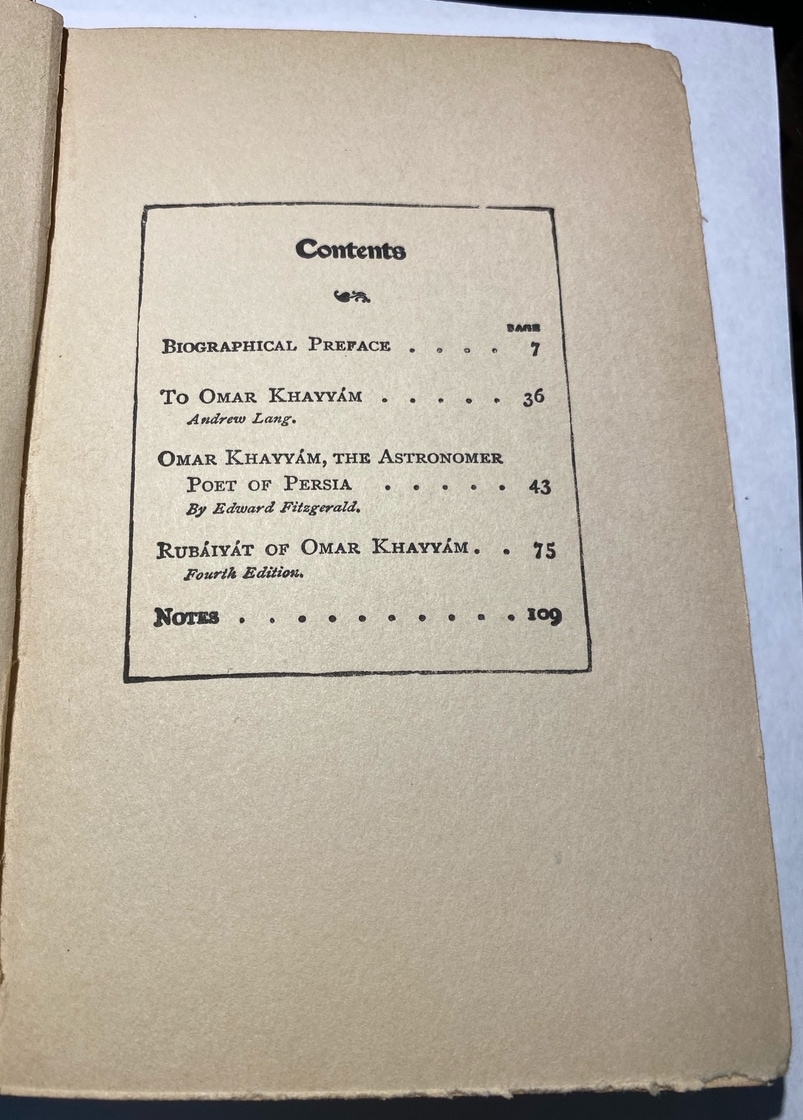 Contents
PAGE
BIOGRAPHICAL PREFACE . . . . 7
TO OMAR KHAYYÁM . . . . . 36
Andrew Lang.
OMAR KHAYYÁM, THE ASTRONOMER
POET OF PERSIA . . . . . 43
By Edward Fitzgerald.
RUBÁIYÁT OF OMAR KHAYYÁM . . 75
Fourth Edition.
NOTES . . . . . . . . . . 109